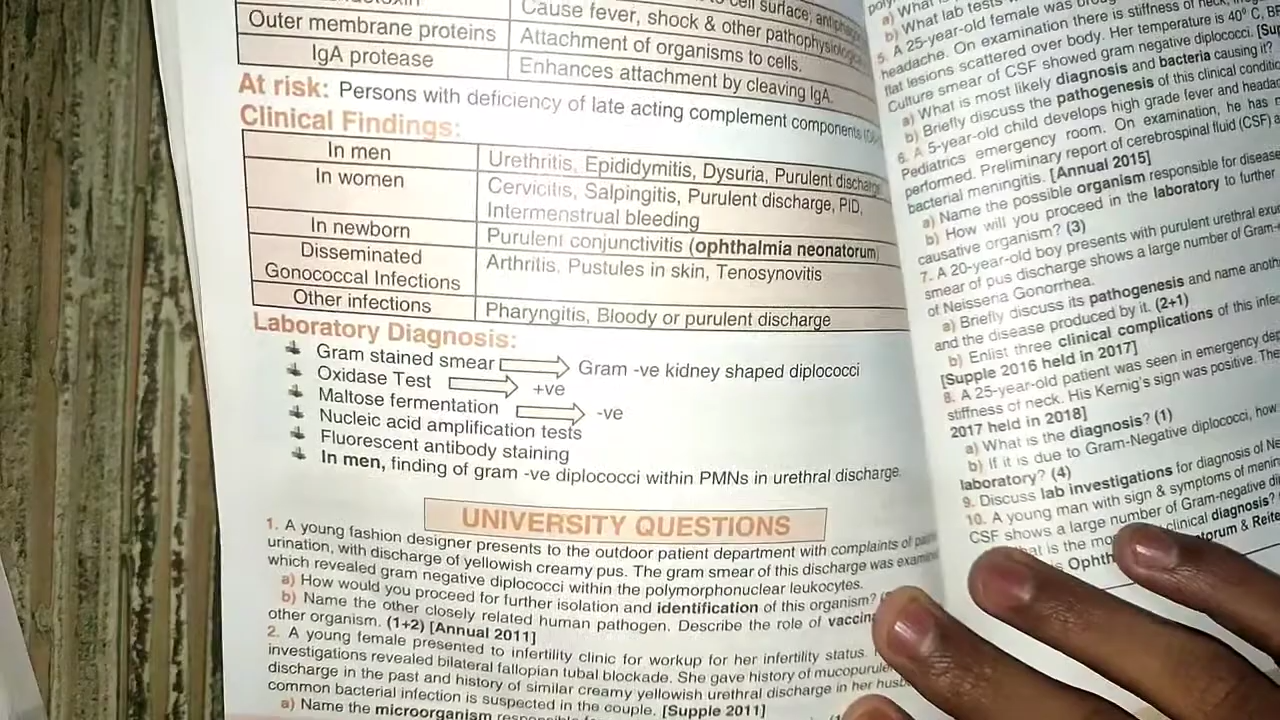 cell surface, antiphag
Cause fever, shock & other pathophysiologic
Outer membrane proteins
Attachment of organisms to cells.
IgA protease
Enhances attachment by cleaving IgA.
At risk: Persons with deficiency of late acting complement components
Clinical Findings:
In men
Urethritis, Epididymitis, Dysuria, Purulent discharge
In women
Cervicitis, Salpingitis, Purulent discharge, PID,
Intermenstrual bleeding
In newborn
Purulent conjunctivitis (ophthalmia neonatorum)
Disseminated
Gonococcal Infections
Arthritis, Pustules in skin, Tenosynovitis
Other infections
Pharyngitis, Bloody or purulent discharge
Laboratory Diagnosis:
Gram stained smear Gram -ve kidney shaped diplococci
Oxidase Test +ve
Maltose fermentation -ve
Nucleic acid amplification tests
Fluorescent antibody staining
In men, finding of gram -ve diplococci within PMNs in urethral discharge.
UNIVERSITY QUESTIONS
1. A young fashion designer presents to the outdoor patient department with complaints of
urination, with discharge of yellowish creamy pus. The gram smear of this discharge was
which revealed gram negative diplococci within the polymorphonuclear leukocytes.
a) How would you proceed for further isolation and identification of this organism?
b) Name the other closely related human pathogen. Describe the role of
other organism. (1+2) [Annual 2011]
2. A young female presented to infertility clinic for workup for her infertility status.
investigations revealed bilateral fallopian tubal blockade. She gave history of
discharge in the past and history of similar creamy yellowish urethral discharge in her
common bacterial infection is suspected in the couple. [Supple 2011]
a) Name the microorganism
a) What
b) What lab tests
5. A 25-year-old female was
headache. On examination there is stiffness of neck,
flat lesions scattered over body. Her temperature is 40° C,
Culture smear of CSF showed gram negative diplococci.
a) What is most likely diagnosis and bacteria causing it?
b) Briefly discuss the pathogenesis of this clinical
6. A 5-year-old child develops high grade fever and
Pediatrics emergency room. On examination, he has
performed. Preliminary report of cerebrospinal fluid (CSF)
bacterial meningitis. [Annual 2015]
a) Name the possible organism responsible for
b) How will you proceed in the laboratory to further
causative organism? (3)
7. A 20-year-old boy presents with purulent urethral
smear of pus discharge shows a large number of
of Neisseria Gonorrhea.
a) Briefly discuss its pathogenesis and name
and the disease produced by it. (2+1)
b) Enlist three clinical complications of this
[Supple 2016 held in 2017]
8. A 25-year-old patient was seen in emergency
stiffness of neck. His Kernig's sign was positive.
2017 held in 2018]
a) What is the diagnosis? (1)
b) If it is due to Gram-Negative diplococci, how
laboratory? (4)
9. Discuss lab investigations for diagnosis of
10. A young man with sign & symptoms of
CSF shows a large number of Gram-negative
clinical diagnosis?